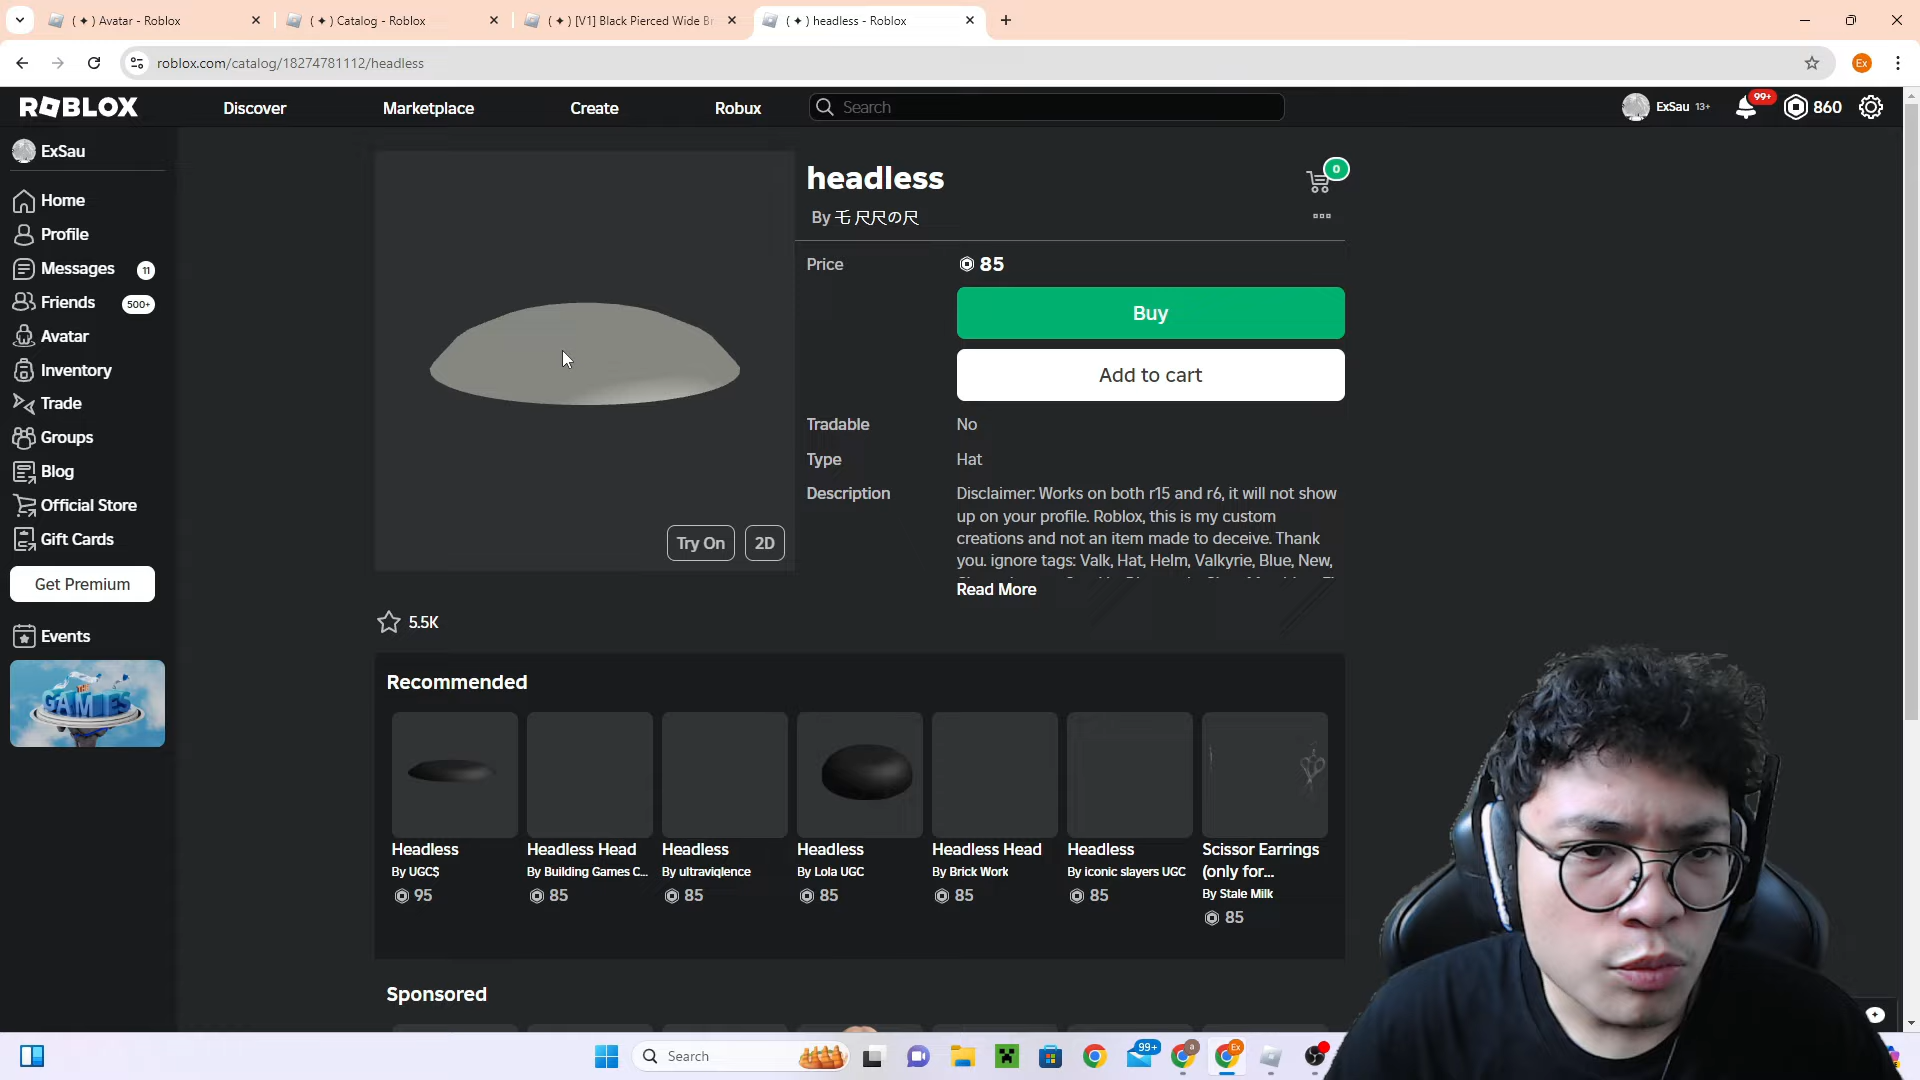 ( ✦ ) Avatar - Roblox
( ✦ ) Catalog - Roblox
( ✦ ) [V1] Black Pierced Wide Br
( ✦ ) headless - Roblox
roblox.com/catalog/18274781112/headless
Ex
ROBLOX
Discover
Marketplace
Create
Robux
Search
ExSau 13+
99+
860
ExSau
Home
Profile
Messages 11
Friends 500+
Avatar
Inventory
Trade
Groups
Blog
Official Store
Gift Cards
Get Premium
Events
THE GAMES
headless
0
By 乇 尺尺の尺
Price
85
Buy
Add to cart
Tradable No
Type Hat
Description
Disclaimer: Works on both r15 and r6, it will not show
up on your profile. Roblox, this is my custom
creations and not an item made to deceive. Thank
you. ignore tags: Valk, Hat, Helm, Valkyrie, Blue, New,
Read More
Try On
2D
5.5K
Recommended
Headless
By UGC$
95
Headless Head
By Building Games C...
85
Headless
By ultraviqlence
85
Headless
By Lola UGC
85
Headless Head
By Brick Work
85
Headless
By iconic slayers UGC
85
Scissor Earrings
(only for...
By Stale Milk
85
Sponsored
Search
99+
a
Ex